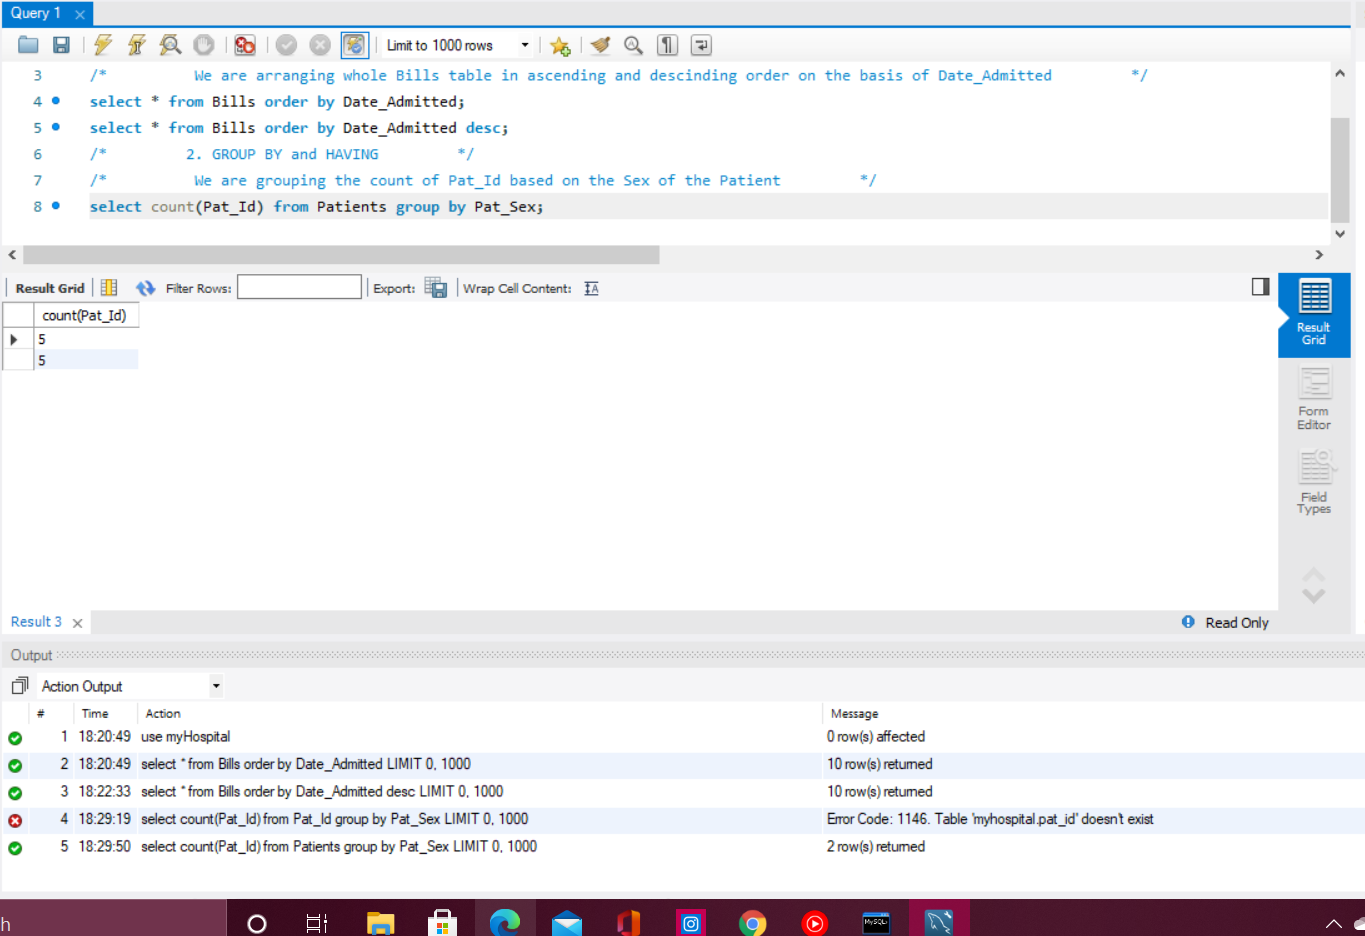 Query 1
Limit to 1000 rows
3 /* We are arranging whole Bills table in ascending and descinding order on the basis of Date_Admitted */
4 select * from Bills order by Date_Admitted;
5 select * from Bills order by Date_Admitted desc;
6 /* 2. GROUP BY and HAVING */
7 /* We are grouping the count of Pat_Id based on the Sex of the Patient */
8 select count(Pat_Id) from Patients group by Pat_Sex;
Result Grid Filter Rows: Export: Wrap Cell Content: IA
count(Pat_Id)
5
5
Result
Grid
Form
Editor
Field
Types
Result 3 Read Only
Output
Action Output
# Time Action Message
1 18:20:49 use myHospital 0 row(s) affected
2 18:20:49 select * from Bills order by Date_Admitted LIMIT 0, 1000 10 row(s) returned
3 18:22:33 select * from Bills order by Date_Admitted desc LIMIT 0, 1000 10 row(s) returned
4 18:29:19 select count(Pat_Id) from Pat_Id group by Pat_Sex LIMIT 0, 1000 Error Code: 1146. Table 'myhospital.pat_id' doesn't exist
5 18:29:50 select count(Pat_Id) from Patients group by Pat_Sex LIMIT 0, 1000 2 row(s) returned
h
MySQL